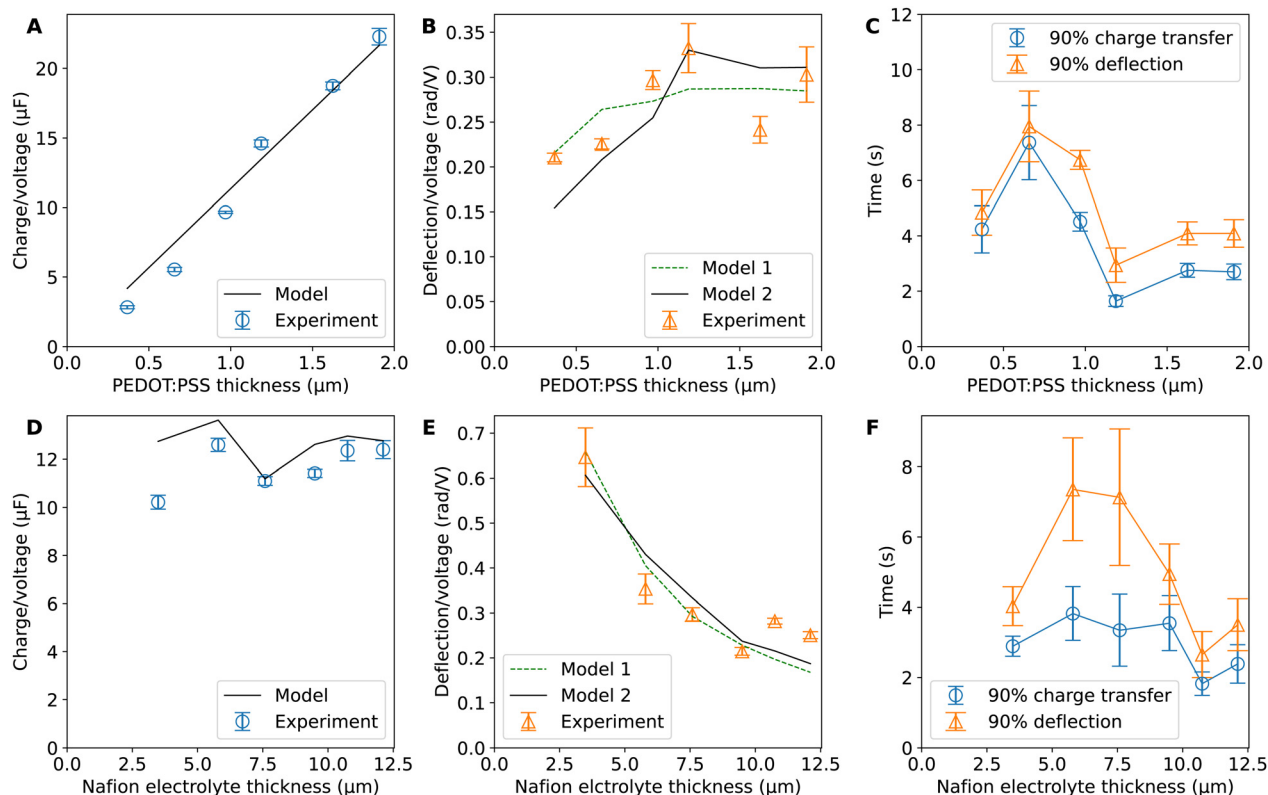 A
Charge/voltage (μF)
20
15
10
5
0
0.0 0.5 1.0 1.5 2.0
PEDOT:PSS thickness (μm)
Model
Experiment
B
Deflection/voltage (rad/V)
0.35
0.30
0.25
0.20
0.15
0.10
0.05
0.00
0.0 0.5 1.0 1.5 2.0
PEDOT:PSS thickness (μm)
Model 1
Model 2
Experiment
C
Time (s)
12
10
8
6
4
2
0
0.0 0.5 1.0 1.5 2.0
PEDOT:PSS thickness (μm)
90% charge transfer
90% deflection
D
Charge/voltage (μF)
12
10
8
6
4
2
0
0.0 2.5 5.0 7.5 10.0 12.5
Nafion electrolyte thickness (μm)
Model
Experiment
E
Deflection/voltage (rad/V)
0.7
0.6
0.5
0.4
0.3
0.2
0.1
0.0
0.0 2.5 5.0 7.5 10.0 12.5
Nafion electrolyte thickness (μm)
Model 1
Model 2
Experiment
F
Time (s)
8
6
4
2
0
0.0 2.5 5.0 7.5 10.0 12.5
Nafion electrolyte thickness (μm)
90% charge transfer
90% deflection